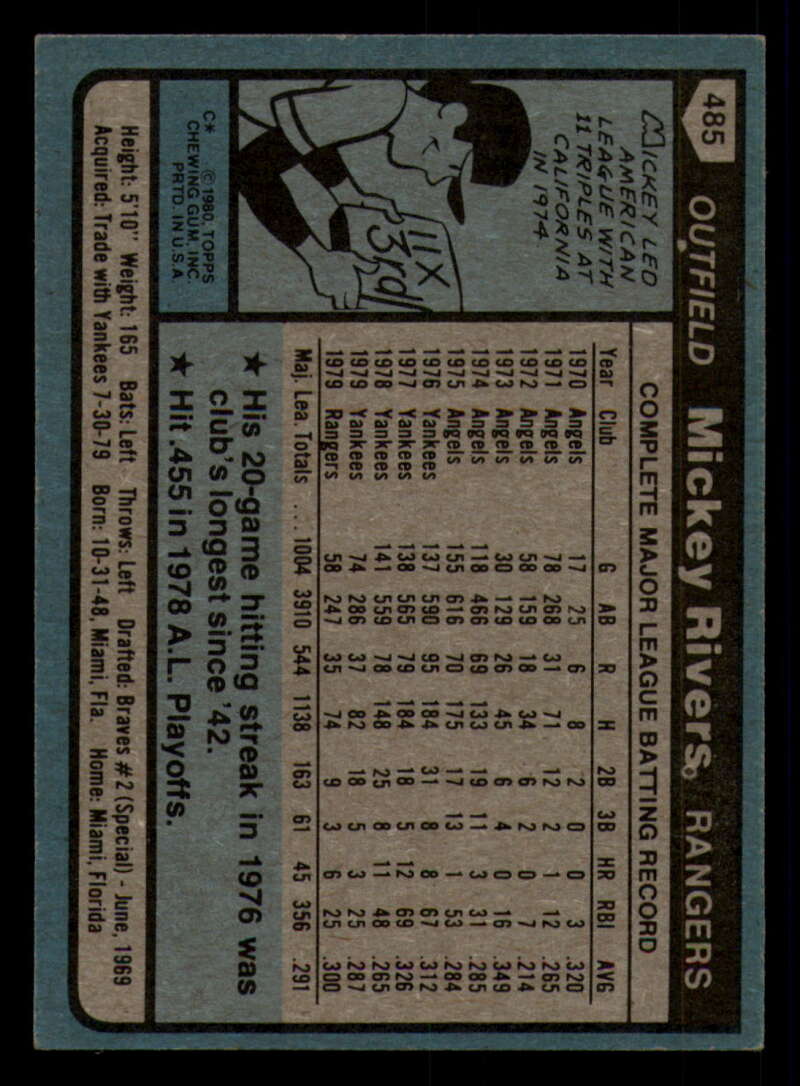 485 OUTFIELD Mickey Rivers, RANGERS
MICKEY LED
AMERICAN
LEAGUE WITH
11 TRIPLES AT
CALIFORNIA
IN 1974
11X
3rd
C* © 1980, TOPPS
CHEWING GUM, INC.
PRTD. IN U.S.A.
COMPLETE MAJOR LEAGUE BATTING RECORD
Year Club G AB R H 2B 3B HR RBI AVG
1970 Angels 17 25 6 8 2 0 0 3 .320
1971 Angels 78 268 31 71 12 2 1 12 .265
1972 Angels 58 159 18 34 6 2 0 7 .214
1973 Angels 30 129 26 45 6 4 0 16 .349
1974 Angels 118 466 69 133 19 11 3 31 .285
1975 Angels 155 616 70 175 17 13 1 53 .284
1976 Yankees 137 590 95 184 31 8 8 67 .312
1977 Yankees 138 565 79 184 18 5 12 69 .326
1978 Yankees 141 559 78 148 25 8 11 48 .265
1979 Yankees 74 286 37 82 18 5 3 25 .287
1979 Rangers 58 247 35 74 9 3 6 25 .300
Maj. Lea. Totals ... 1004 3910 544 1138 163 61 45 356 .291
★ His 20-game hitting streak in 1976 was
club's longest since '42.
★ Hit .455 in 1978 A.L. Playoffs.
Height: 5'10" Weight: 165 Bats: Left Throws: Left Drafted: Braves #2 (Special) - June, 1969
Acquired: Trade with Yankees 7-30-79 Born: 10-31-48, Miami, Fla. Home: Miami, Florida